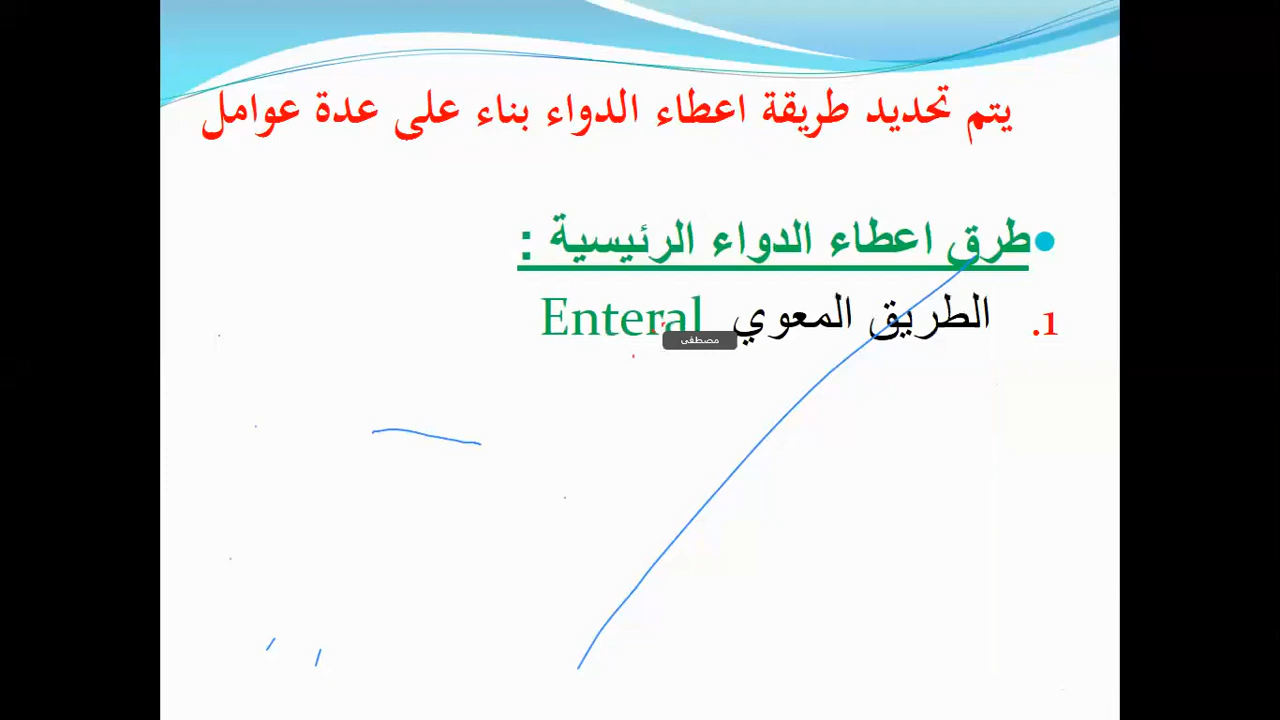 يتم تحديد طريقة اعطاء الدواء بناء على عدة عوامل
•طرق اعطاء الدواء الرئيسية :
1. الطريق المعوي Enteral
مصطفى